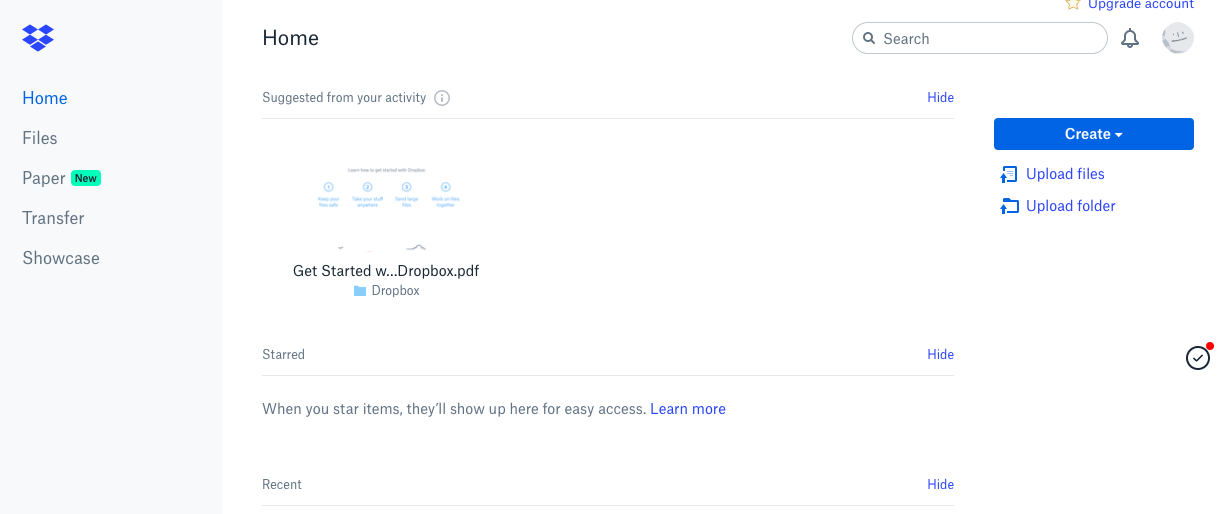 Upgrade account
Home
Search
Home
Files
Paper New
Transfer
Showcase
Suggested from your activity
Hide
Learn how to get started with Dropbox:
1
2
3
4
Keep your
files safe
Take your stuff
anywhere
Send large
files
Work on files
together
Get Started w...Dropbox.pdf
Dropbox
Create
Upload files
Upload folder
Starred
Hide
When you star items, they’ll show up here for easy access. Learn more
Recent
Hide